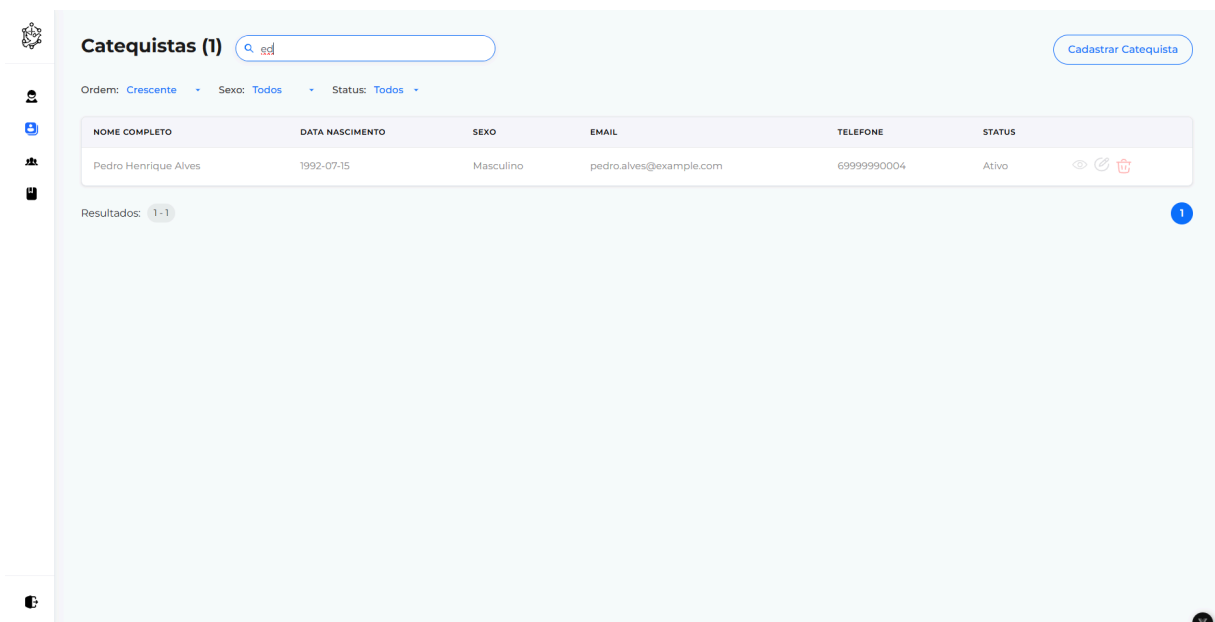 Catequistas (1) ed Cadastrar Catequista
Ordem: Crescente Sexo: Todos Status: Todos
NOME COMPLETO DATA NASCIMENTO SEXO EMAIL TELEFONE STATUS
Pedro Henrique Alves 1992-07-15 Masculino pedro.alves@example.com 69999990004 Ativo
Resultados: 1 - 1 1